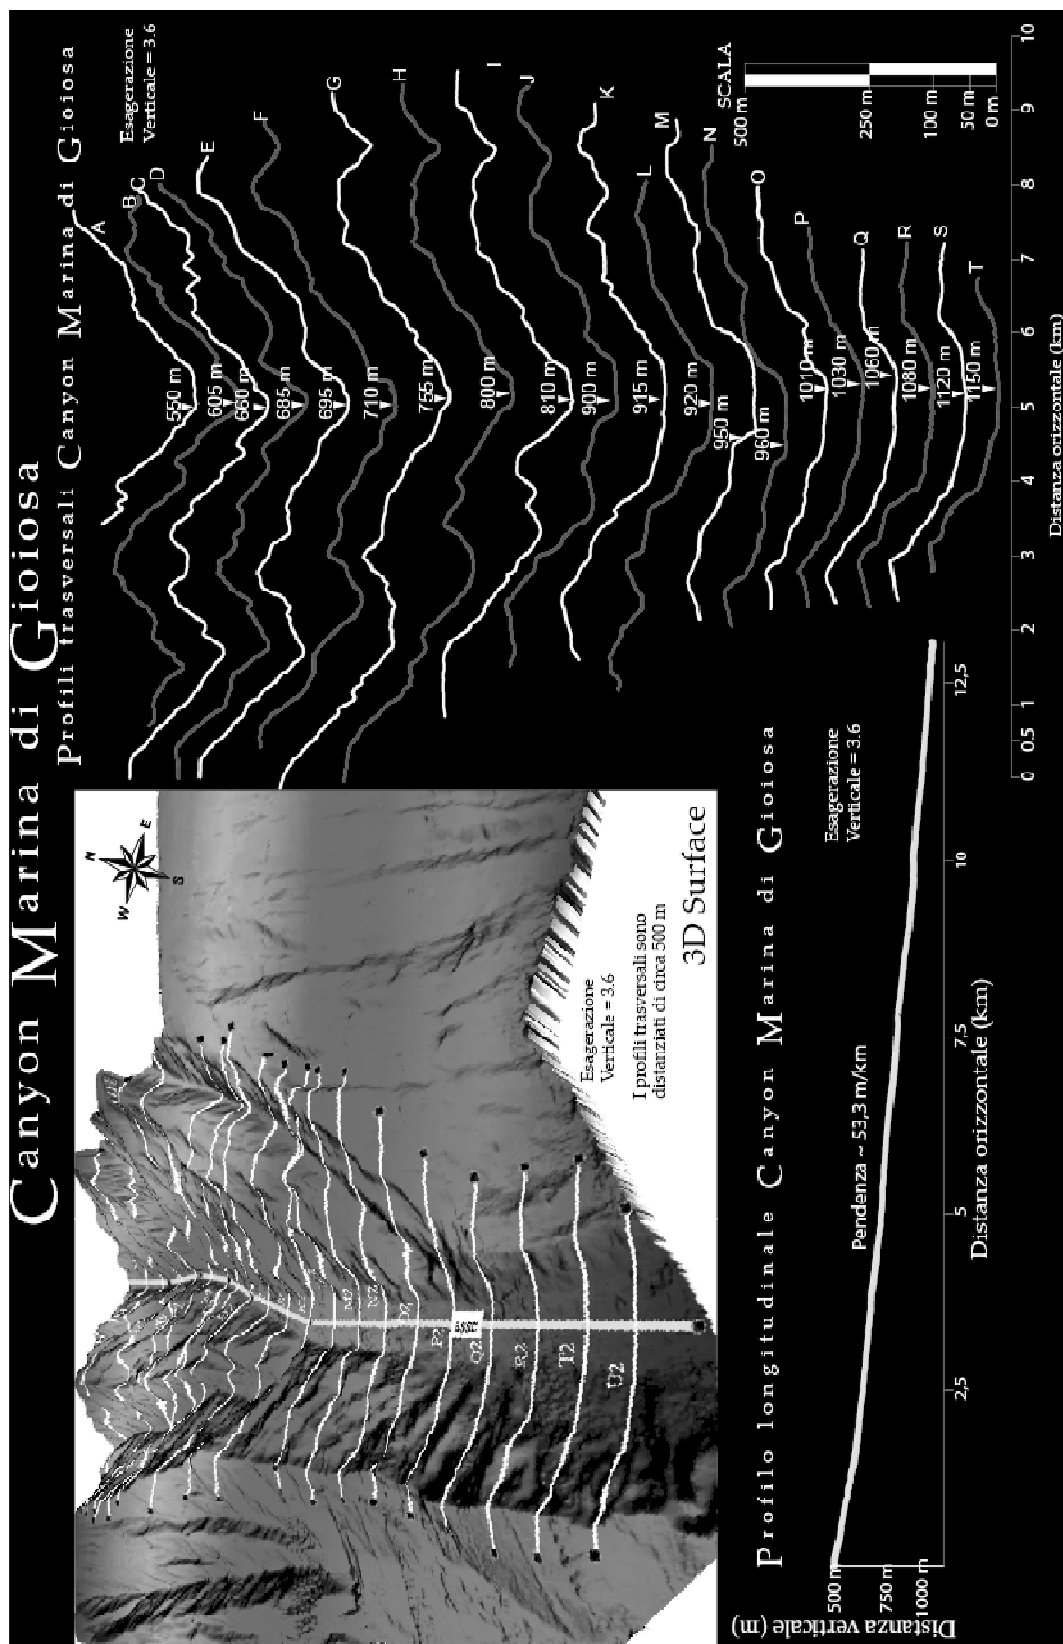 Canyon Marina di Gioiosa
Profili trasversali Canyon Marina di Gioiosa
Esagerazione
Verticale = 3.6
A
B
C
D
E
F
G
H
I
J
K
L
M
N
O
P
Q
R
S
T
550 m
605 m
660 m
685 m
695 m
710 m
755 m
800 m
810 m
900 m
915 m
920 m
950 m
960 m
1010 m
1030 m
1060 m
1080 m
1120 m
1150 m
SCALA
500 m
250 m
100 m
50 m
0 m
0 0.5 1 2 3 4 5 6 7 8 9 10
Distanza orizzontale (km)
N
E
S
W
P2
Q2
R2
T2
U2
Esagerazione
Verticale = 3.6
I profili trasversali sono
distanziati di circa 500 m
3D Surface
Profilo longitudinale Canyon Marina di Gioiosa
Esagerazione
Verticale = 3.6
Pendenza ~ 53,3 m/km
500 m
750 m
1000 m
Distanza verticale (m)
2,5 5 7,5 10 12,5
Distanza orizzontale (km)